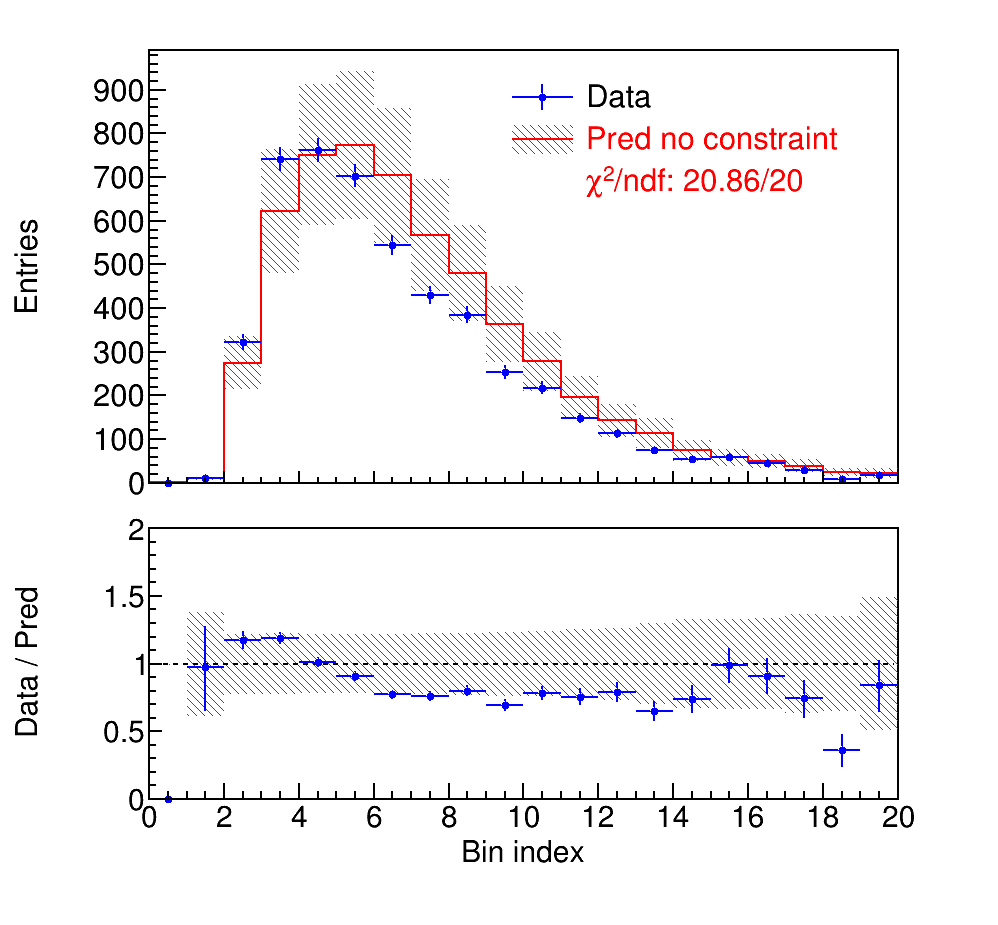 Entries
900
800
700
600
500
400
300
200
100
0
Data
Pred no constraint
χ²/ndf: 20.86/20
Data / Pred
2
1.5
1
0.5
0
0 2 4 6 8 10 12 14 16 18 20
Bin index